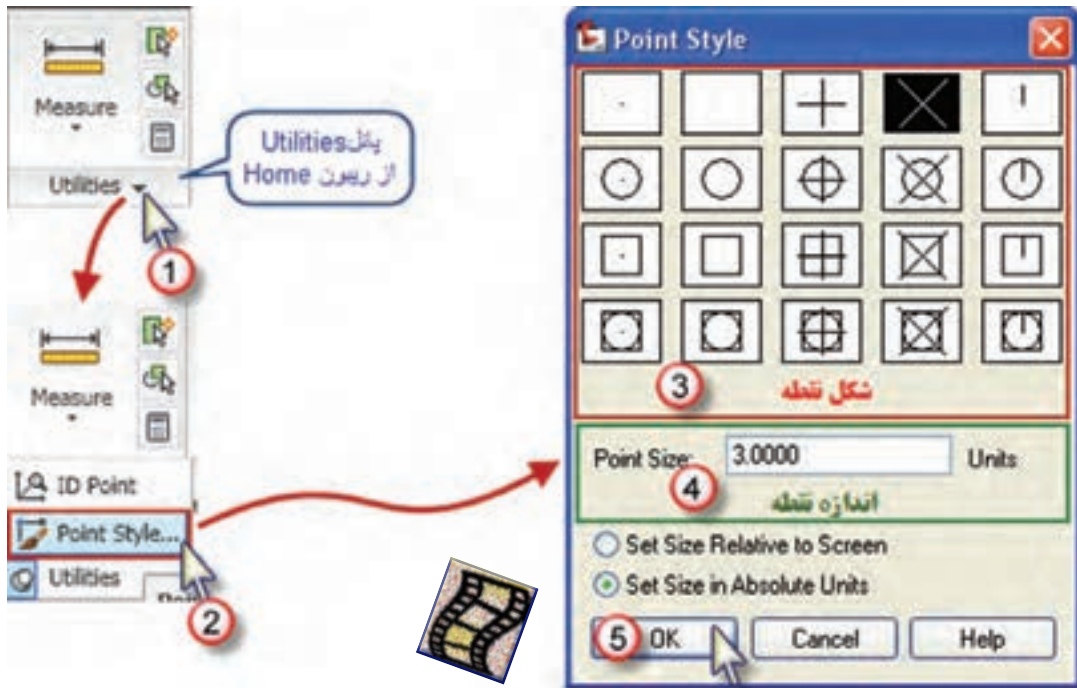 Measure
Utilities
پانل Utilities
از ریبون Home
1
Measure
ID Point
Point Style...
Utilities
2
Point Style
3
شکل نقطه
Point Size: 3.0000 Units
4
اندازه نقطه
Set Size Relative to Screen
Set Size in Absolute Units
5 OK Cancel Help